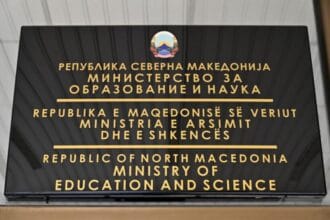 РЕПУБЛИКА СЕВЕРНА МАКЕДОНИЈА
МИНИСТЕРСТВО ЗА
ОБРАЗОВАНИЕ И НАУКА
REPUBLIKA E MAQEDONISË SË VERIUT
MINISTRIA E ARSIMIT
DHE E SHKENCËS
REPUBLIC OF NORTH MACEDONIA
MINISTRY OF
EDUCATION AND SCIENCE